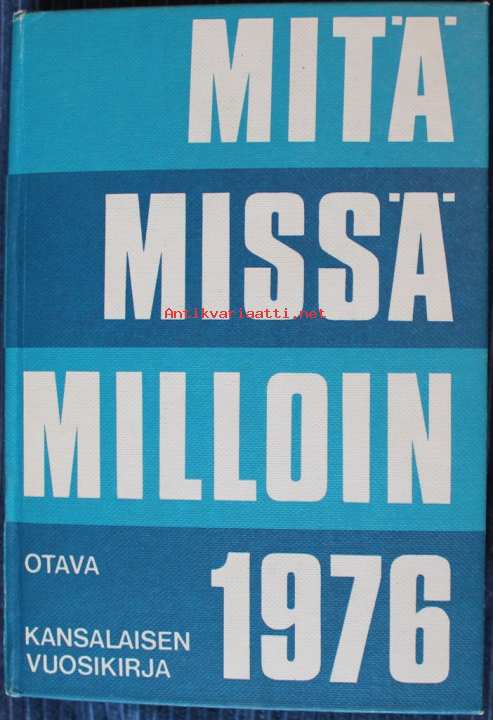 MITÄ
MISSÄ
Antikvariaatti.net
MILLOIN
1976
OTAVA
KANSALAISEN
VUOSIKIRJA